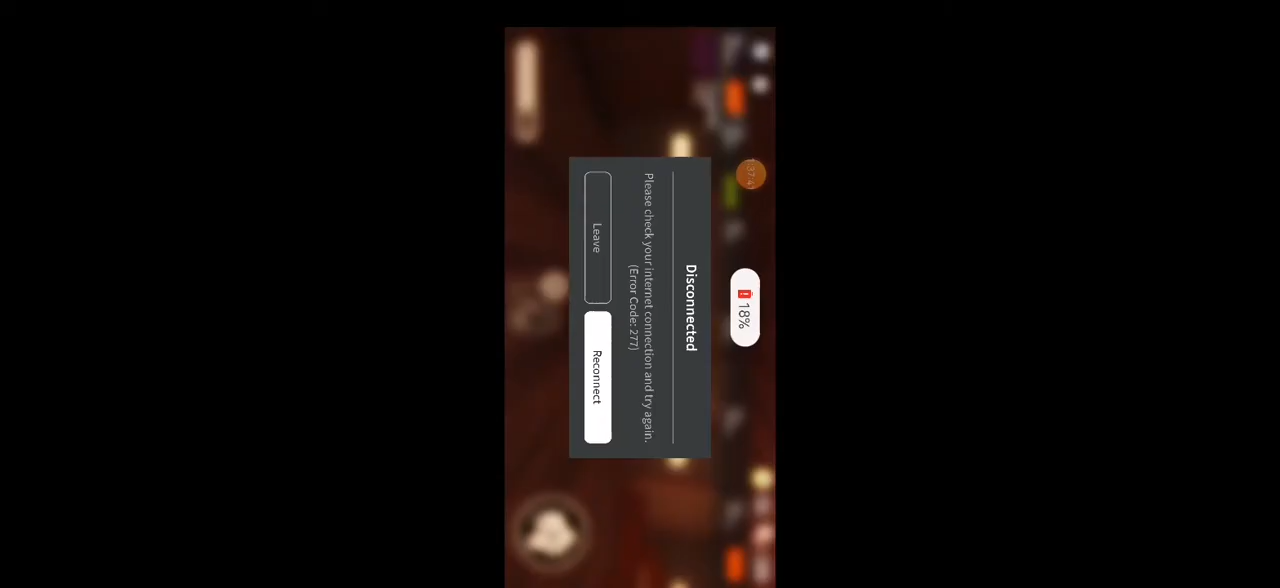 18%
Disconnected
Please check your internet connection and try again.
(Error Code: 277)
Leave
Reconnect